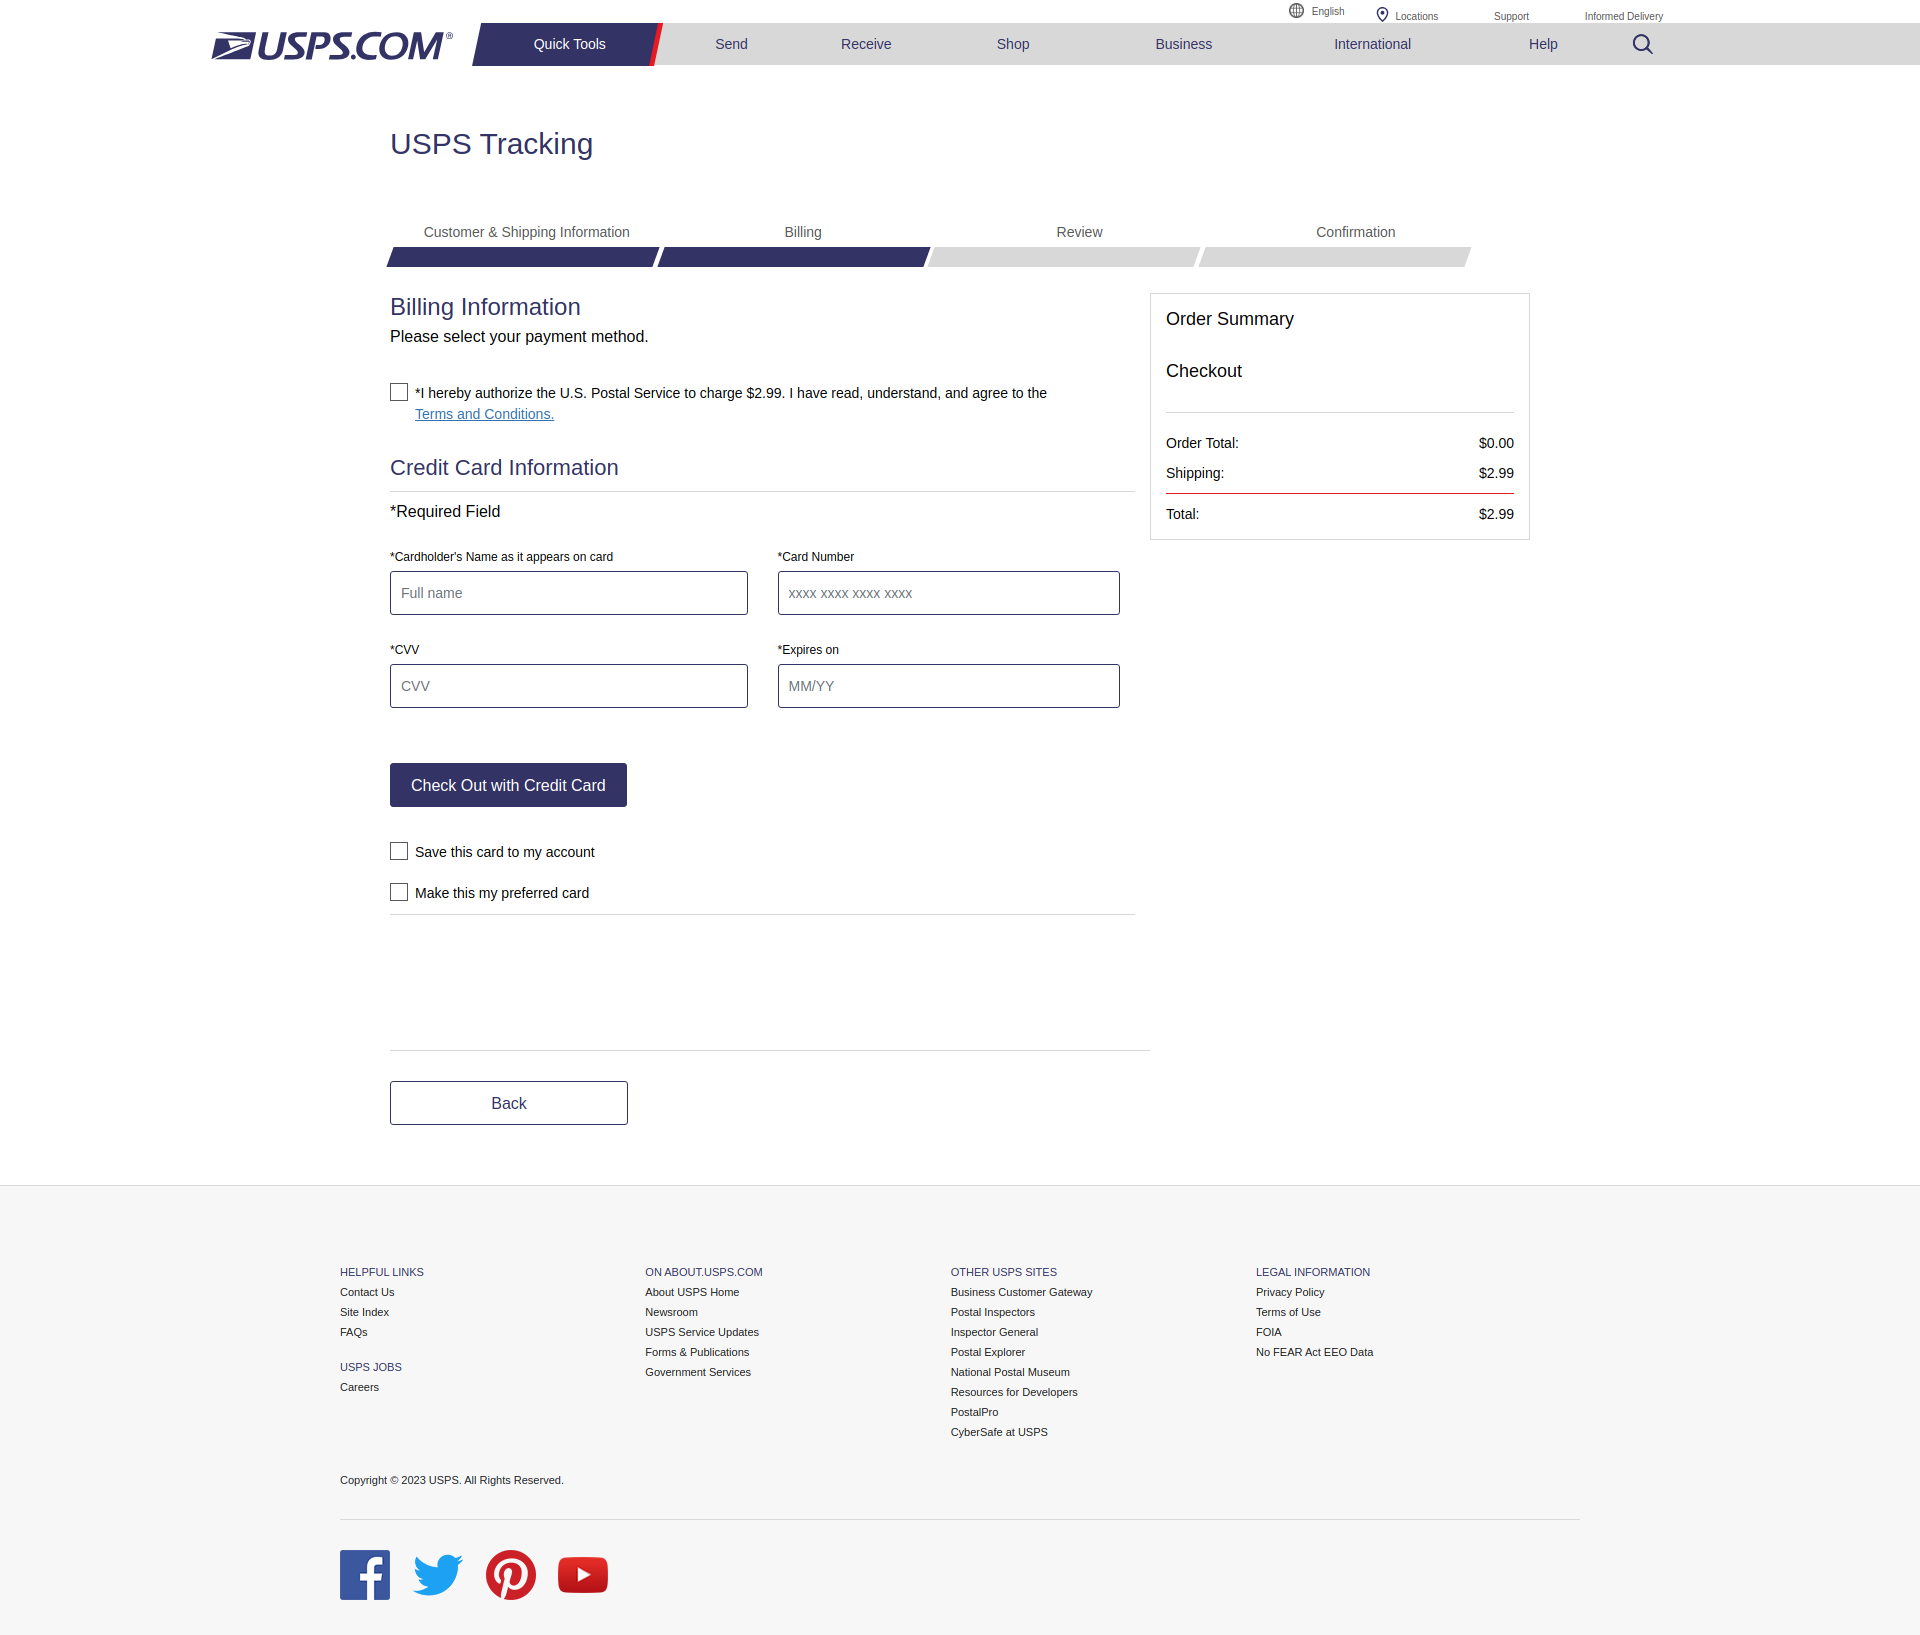 English
Locations
Support
Informed Delivery
USPS.COM®
Quick Tools
Send
Receive
Shop
Business
International
Help
USPS Tracking
Customer & Shipping Information
Billing
Review
Confirmation
Billing Information
Please select your payment method.
*I hereby authorize the U.S. Postal Service to charge $2.99. I have read, understand, and agree to the
Terms and Conditions.
Credit Card Information
*Required Field
*Cardholder's Name as it appears on card
*Card Number
Full name
xxxx xxxx xxxx xxxx
*CVV
*Expires on
CVV
MM/YY
Check Out with Credit Card
Save this card to my account
Make this my preferred card
Back
Order Summary
Checkout
Order Total: $0.00
Shipping: $2.99
Total: $2.99
HELPFUL LINKS
Contact Us
Site Index
FAQs
USPS JOBS
Careers
ON ABOUT.USPS.COM
About USPS Home
Newsroom
USPS Service Updates
Forms & Publications
Government Services
OTHER USPS SITES
Business Customer Gateway
Postal Inspectors
Inspector General
Postal Explorer
National Postal Museum
Resources for Developers
PostalPro
CyberSafe at USPS
LEGAL INFORMATION
Privacy Policy
Terms of Use
FOIA
No FEAR Act EEO Data
Copyright © 2023 USPS. All Rights Reserved.